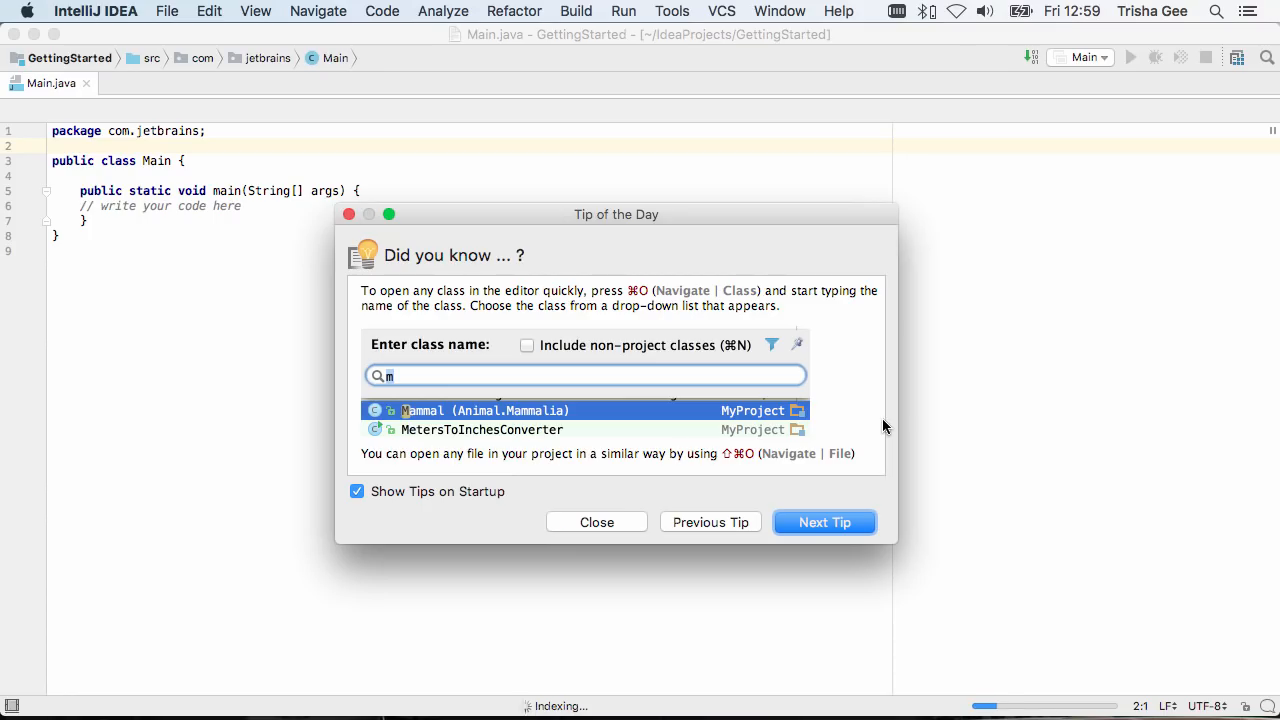 IntelliJ IDEA File Edit View Navigate Code Analyze Refactor Build Run Tools VCS Window Help Fri 12:59 Trisha Gee
Main.java - GettingStarted - [~/IdeaProjects/GettingStarted]
GettingStarted src com jetbrains Main Main
Main.java
1 package com.jetbrains;
2
3 public class Main {
4
5 public static void main(String[] args) {
6 // write your code here
7 }
8 }
9
Tip of the Day
Did you know ... ?
To open any class in the editor quickly, press ⌘O (Navigate | Class) and start typing the
name of the class. Choose the class from a drop-down list that appears.
Enter class name: Include non-project classes (⌘N)
m
Mammal (Animal.Mammalia) MyProject
MetersToInchesConverter MyProject
You can open any file in your project in a similar way by using ⇧⌘O (Navigate | File)
Show Tips on Startup
Close Previous Tip Next Tip
Indexing... 2:1 LF UTF-8